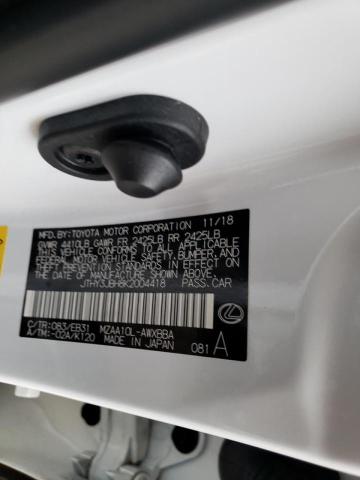 MFD. BY: TOYOTA MOTOR CORPORATION 11/18
GVWR 4410LB GAWR FR 2425LB RR 2425LB
THIS VEHICLE CONFORMS TO ALL APPLICABLE
FEDERAL MOTOR VEHICLE SAFETY, BUMPER, AND
THEFT PREVENTION STANDARDS IN EFFECT ON THE DATE OF
MANUFACTURE SHOWN ABOVE.
JTHY3JBH8K2004418 PASS.CAR
C/TR: 083/EB31 MZAA10L-AWXBBA
A/TM: -02A/K120 MADE IN JAPAN 081 A